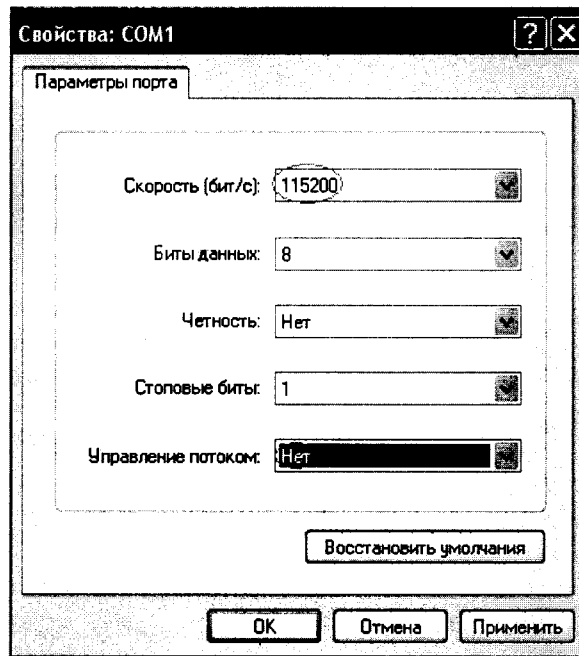 Свойства: COM1
Параметры порта
Скорость (бит/с): 115200
Биты данных: 8
Четность: Нет
Стоповые биты: 1
Управление потоком: Нет
Восстановить умолчания
OK Отмена Применить